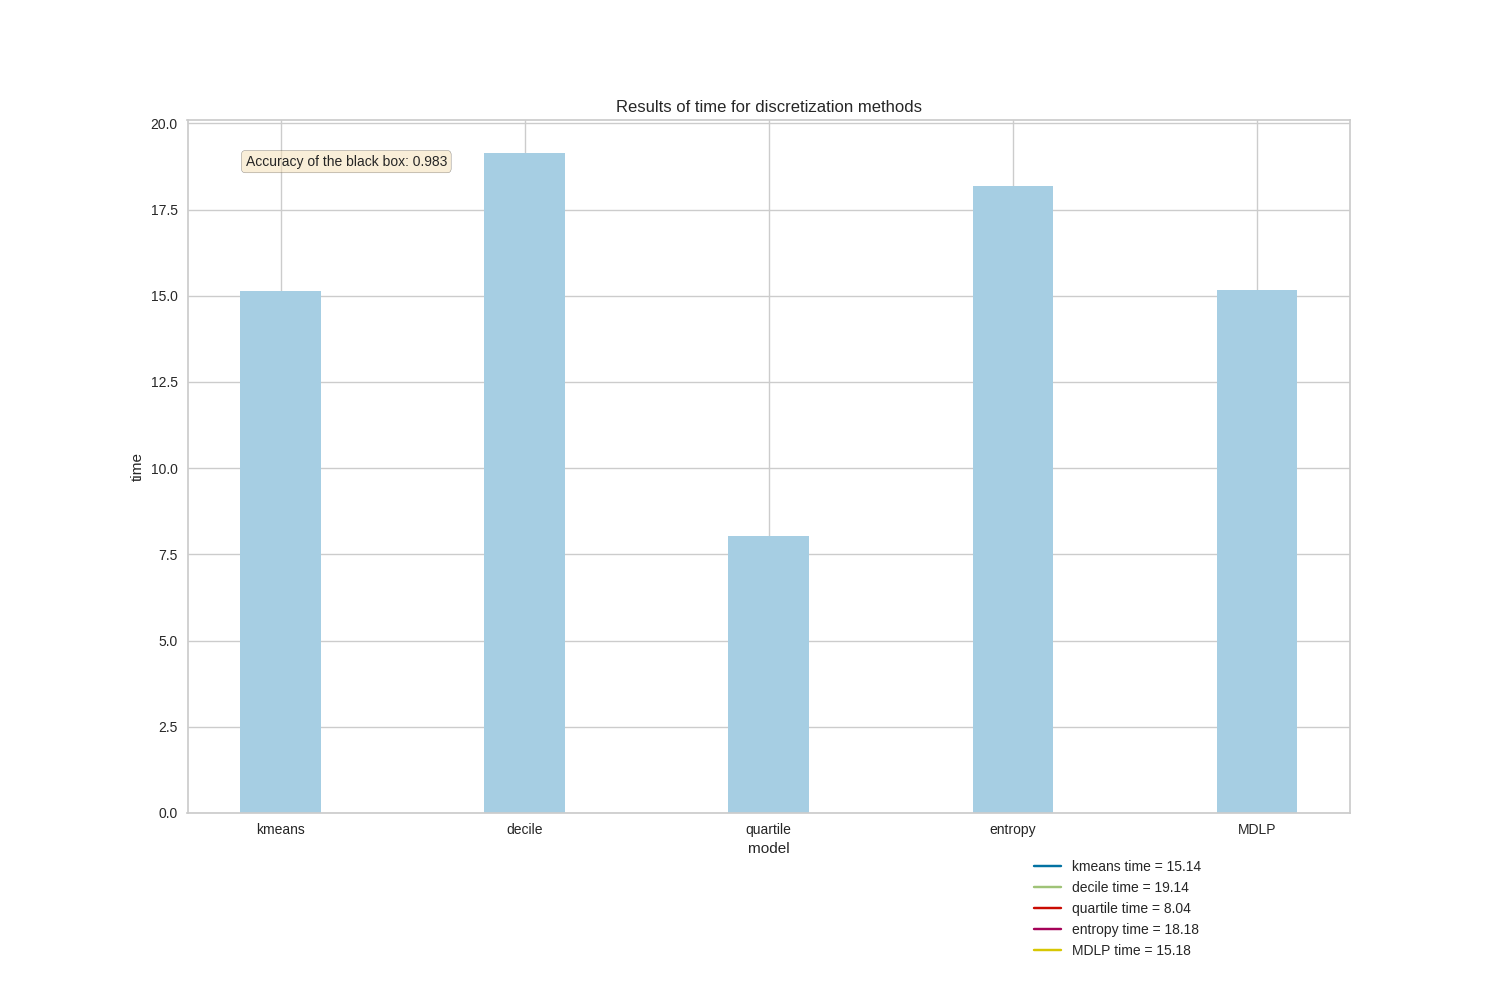 Results of time for discretization methods
20.0
Accuracy of the black box: 0.983
17.5
15.0
12.5
10.0
time
7.5
5.0
2.5
0.0
kmeans decile quartile entropy MDLP
model
kmeans time = 15.14
decile time = 19.14
quartile time = 8.04
entropy time = 18.18
MDLP time = 15.18